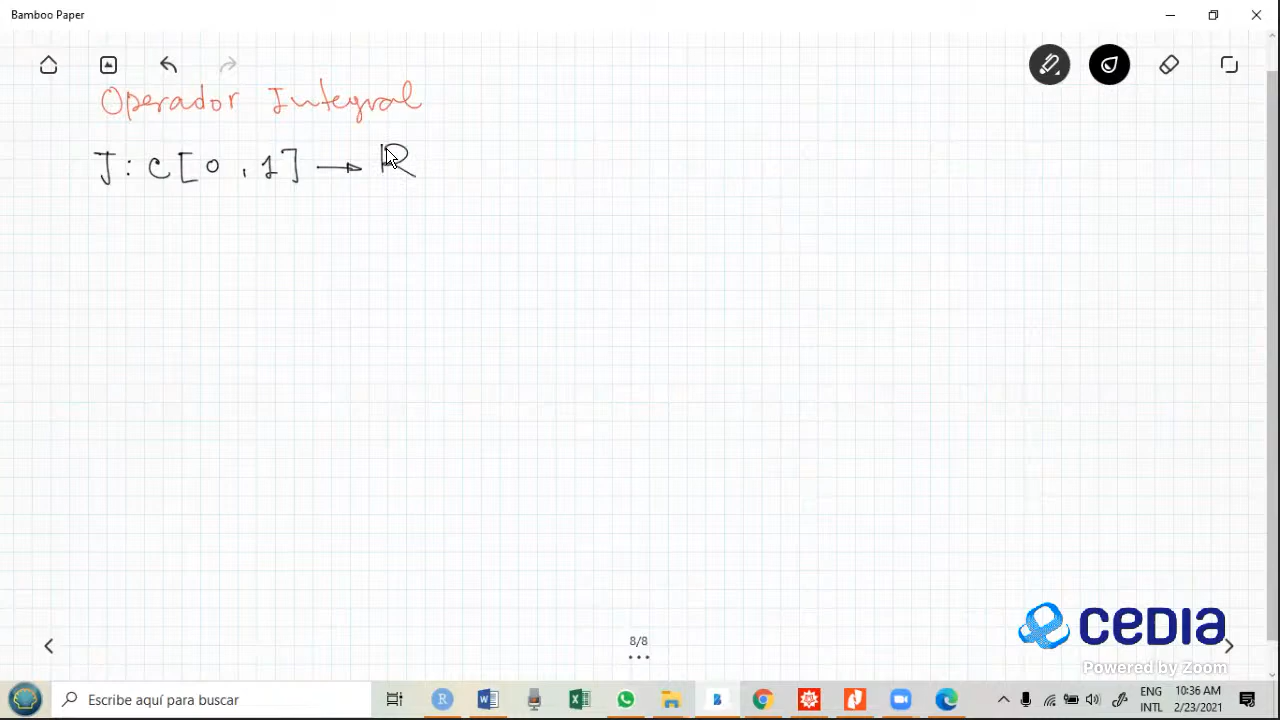 Bamboo Paper
Operador Integral
J: C[0,1] → R
8/8
CEDIA
Powered by Zoom
Escribe aquí para buscar
ENG
INTL
10:36 AM
2/23/2021